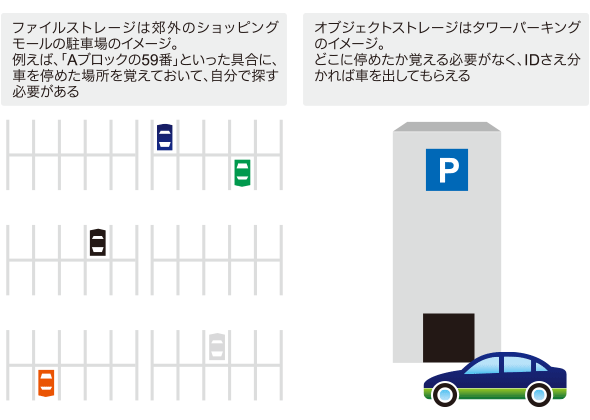 ファイルストレージは郊外のショッピング
モールの駐車場のイメージ。
例えば、「Aブロックの59番」といった具合に、
車を停めた場所を覚えておいて、自分で探す
必要がある
オブジェクトストレージはタワーパーキング
のイメージ。
どこに停めたか覚える必要がなく、IDさえ分
かれば車を出してもらえる
P